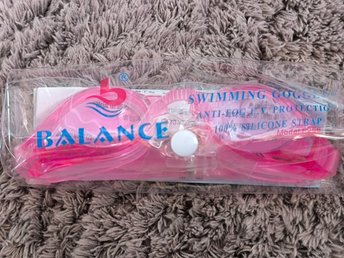 BALANCE
SWIMMING GOGG
ANTI-FOG U.V. PROTECTIO
100% SILICONE STRAP